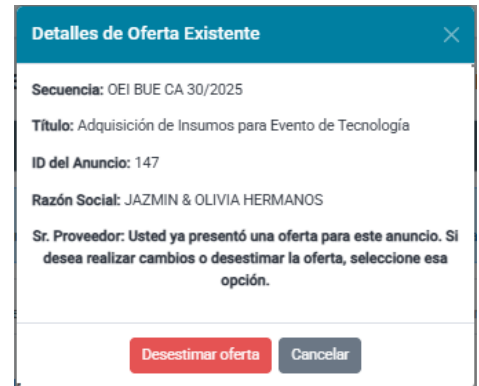 Detalles de Oferta Existente
Secuencia: OEI BUE CA 30/2025
Título: Adquisición de Insumos para Evento de Tecnología
ID del Anuncio: 147
Razón Social: JAZMIN & OLIVIA HERMANOS
Sr. Proveedor: Usted ya presentó una oferta para este anuncio. Si
desea realizar cambios o desestimar la oferta, seleccione esa
opción.
Desestimar oferta Cancelar